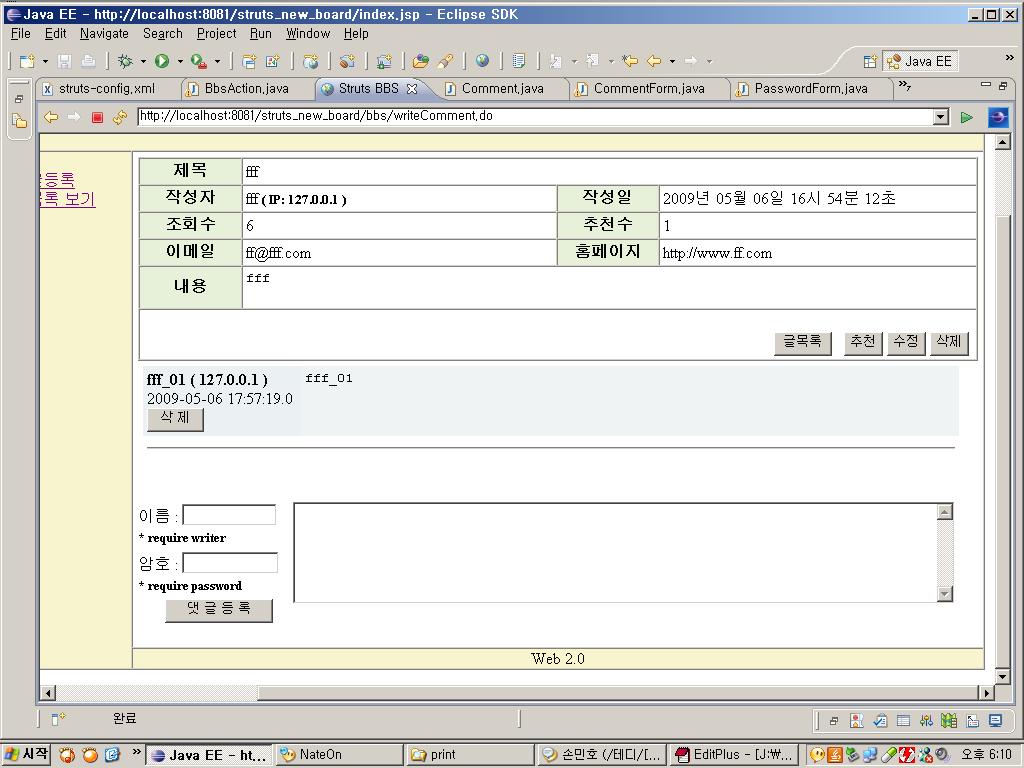 Java EE - http://localhost:8081/struts_new_board/index.jsp - Eclipse SDK
File Edit Navigate Search Project Run Window Help
Java EE
struts-config.xml BbsAction.java Struts BBS Comment.java CommentForm.java PasswordForm.java »7
http://localhost:8081/struts_new_board/bbs/writeComment.do
등록
목록 보기
제목 fff
작성자 fff ( IP: 127.0.0.1 ) 작성일 2009년 05월 06일 16시 54분 12초
조회수 6 추천수 1
이메일 ff@fff.com 홈페이지 http://www.ff.com
내용 fff
글목록 추천 수정 삭제
fff_01 ( 127.0.0.1 ) fff_01
2009-05-06 17:57:19.0
삭 제
이름 :
* require writer
암호 :
* require password
댓 글 등 록
Web 2.0
완료
시작 Java EE - ht... NateOn print 손민호 (/테디/[... EditPlus - [J:₩... 오후 6:10